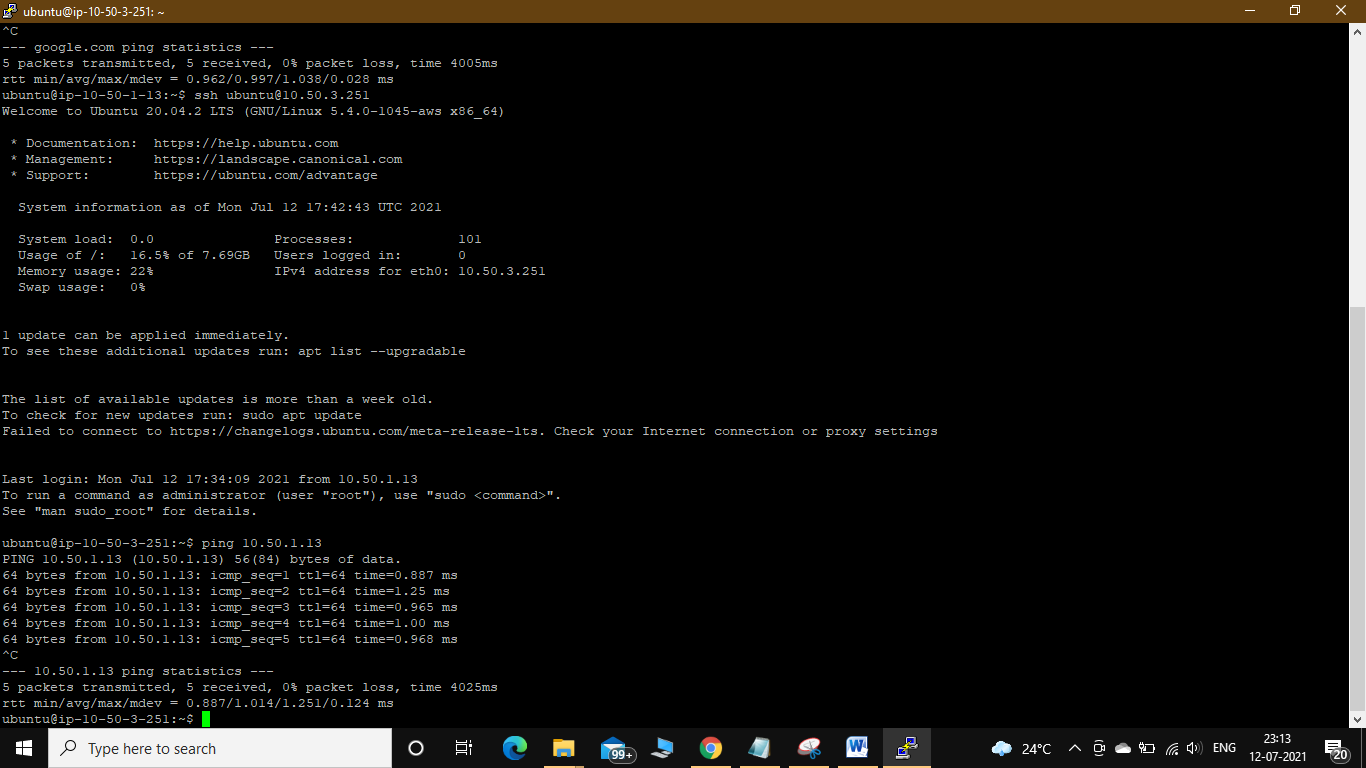 ubuntu@ip-10-50-3-251: ~
^C
--- google.com ping statistics ---
5 packets transmitted, 5 received, 0% packet loss, time 4005ms
rtt min/avg/max/mdev = 0.962/0.997/1.038/0.028 ms
ubuntu@ip-10-50-1-13:~$ ssh ubuntu@10.50.3.251
Welcome to Ubuntu 20.04.2 LTS (GNU/Linux 5.4.0-1045-aws x86_64)
* Documentation:  https://help.ubuntu.com
* Management:     https://landscape.canonical.com
* Support:        https://ubuntu.com/advantage
System information as of Mon Jul 12 17:42:43 UTC 2021
System load:  0.0               Processes:             101
Usage of /:   16.5% of 7.69GB   Users logged in:       0
Memory usage: 22%               IPv4 address for eth0: 10.50.3.251
Swap usage:   0%
1 update can be applied immediately.
To see these additional updates run: apt list --upgradable
The list of available updates is more than a week old.
To check for new updates run: sudo apt update
Failed to connect to https://changelogs.ubuntu.com/meta-release-lts. Check your Internet connection or proxy settings
Last login: Mon Jul 12 17:34:09 2021 from 10.50.1.13
To run a command as administrator (user "root"), use "sudo <command>".
See "man sudo_root" for details.
ubuntu@ip-10-50-3-251:~$ ping 10.50.1.13
PING 10.50.1.13 (10.50.1.13) 56(84) bytes of data.
64 bytes from 10.50.1.13: icmp_seq=1 ttl=64 time=0.887 ms
64 bytes from 10.50.1.13: icmp_seq=2 ttl=64 time=1.25 ms
64 bytes from 10.50.1.13: icmp_seq=3 ttl=64 time=0.965 ms
64 bytes from 10.50.1.13: icmp_seq=4 ttl=64 time=1.00 ms
64 bytes from 10.50.1.13: icmp_seq=5 ttl=64 time=0.968 ms
^C
--- 10.50.1.13 ping statistics ---
5 packets transmitted, 5 received, 0% packet loss, time 4025ms
rtt min/avg/max/mdev = 0.887/1.014/1.251/0.124 ms
ubuntu@ip-10-50-3-251:~$
Type here to search
99+
W
24°C
ENG
23:13
12-07-2021
20